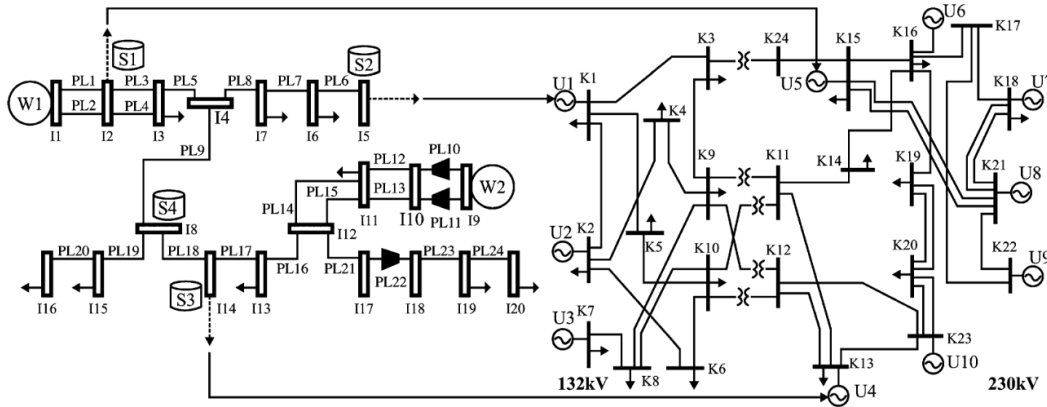 U6
K17
S1
S2
K3
K24
K15
K16
PL1
PL3
PL5
PL8
PL7
PL6
U1
K1
U5
K18
W1
PL2
PL4
I4
K4
I1
I2
I3
I7
I6
I5
K9
K11
K14
K19
K21
PL9
PL12
PL10
U8
PL15
PL13
W2
S4
PL14
I11
I10
PL11
I9
U2
K2
K5
K10
K12
K20
K22
I8
I12
U9
PL20
PL19
PL18
PL17
PL16
PL21
PL23
PL24
PL22
S3
U3
K7
K23
I16
I15
I14
I13
I17
I18
I19
I20
K13
U10
132kV
K8
K6
U4
230kV